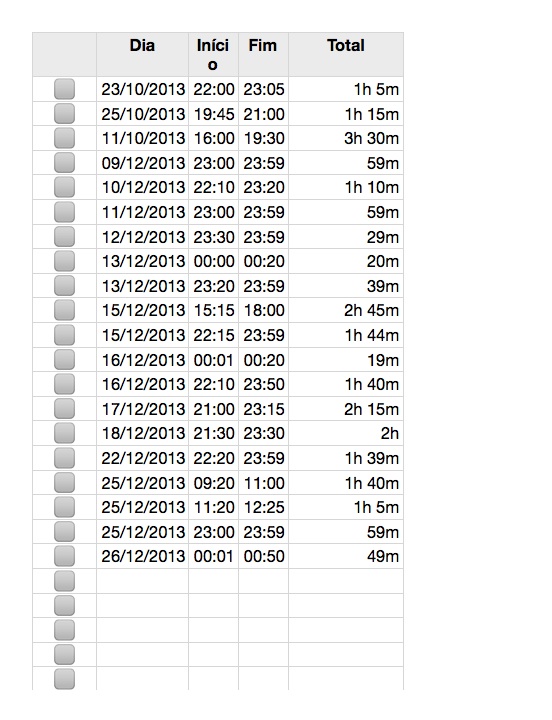 Dia Iníci Fim Total
o
23/10/2013 22:00 23:05 1h 5m
25/10/2013 19:45 21:00 1h 15m
11/10/2013 16:00 19:30 3h 30m
09/12/2013 23:00 23:59 59m
10/12/2013 22:10 23:20 1h 10m
11/12/2013 23:00 23:59 59m
12/12/2013 23:30 23:59 29m
13/12/2013 00:00 00:20 20m
13/12/2013 23:20 23:59 39m
15/12/2013 15:15 18:00 2h 45m
15/12/2013 22:15 23:59 1h 44m
16/12/2013 00:01 00:20 19m
16/12/2013 22:10 23:50 1h 40m
17/12/2013 21:00 23:15 2h 15m
18/12/2013 21:30 23:30 2h
22/12/2013 22:20 23:59 1h 39m
25/12/2013 09:20 11:00 1h 40m
25/12/2013 11:20 12:25 1h 5m
25/12/2013 23:00 23:59 59m
26/12/2013 00:01 00:50 49m